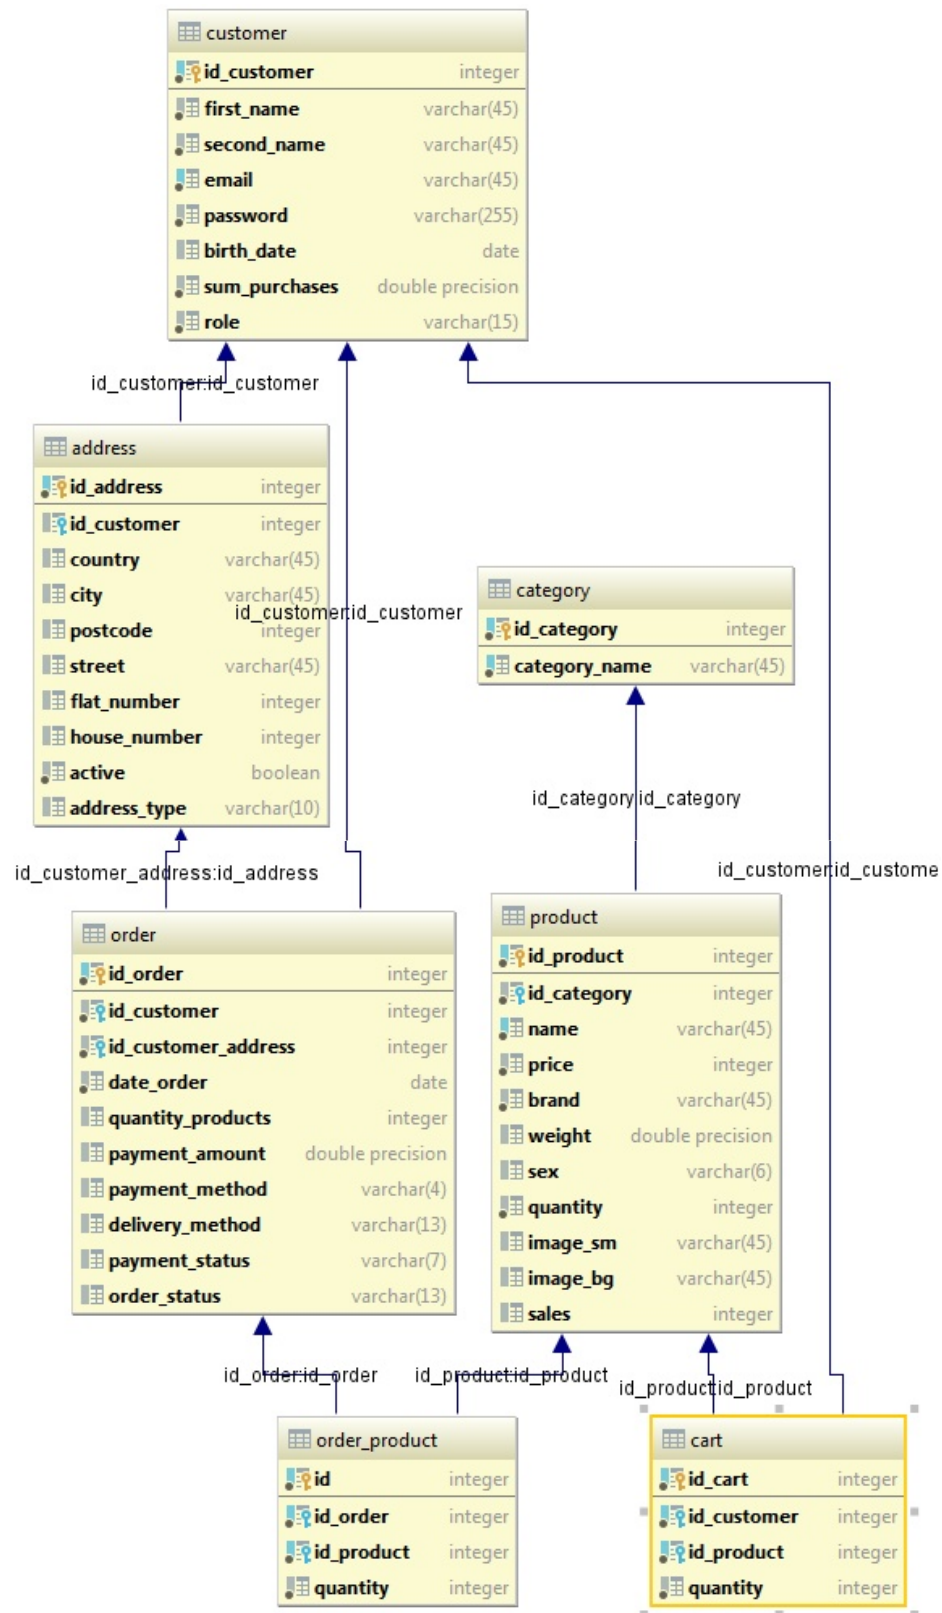 customer
id_customer integer
first_name varchar(45)
second_name varchar(45)
email varchar(45)
password varchar(255)
birth_date date
sum_purchases double precision
role varchar(15)
id_customer:id_customer
address
id_address integer
id_customer integer
country varchar(45)
city varchar(45)
postcode integer
street varchar(45)
flat_number integer
house_number integer
active boolean
address_type varchar(10)
id_customer:id_customer
category
id_category integer
category_name varchar(45)
id_category:id_category
id_customer:id_custome
id_customer_address:id_address
order
id_order integer
id_customer integer
id_customer_address integer
date_order date
quantity_products integer
payment_amount double precision
payment_method varchar(4)
delivery_method varchar(13)
payment_status varchar(7)
order_status varchar(13)
product
id_product integer
id_category integer
name varchar(45)
price integer
brand varchar(45)
weight double precision
sex varchar(6)
quantity integer
image_sm varchar(45)
image_bg varchar(45)
sales integer
id_order:id_order
id_product:id_product
id_product:id_product
order_product
id integer
id_order integer
id_product integer
quantity integer
cart
id_cart integer
id_customer integer
id_product integer
quantity integer